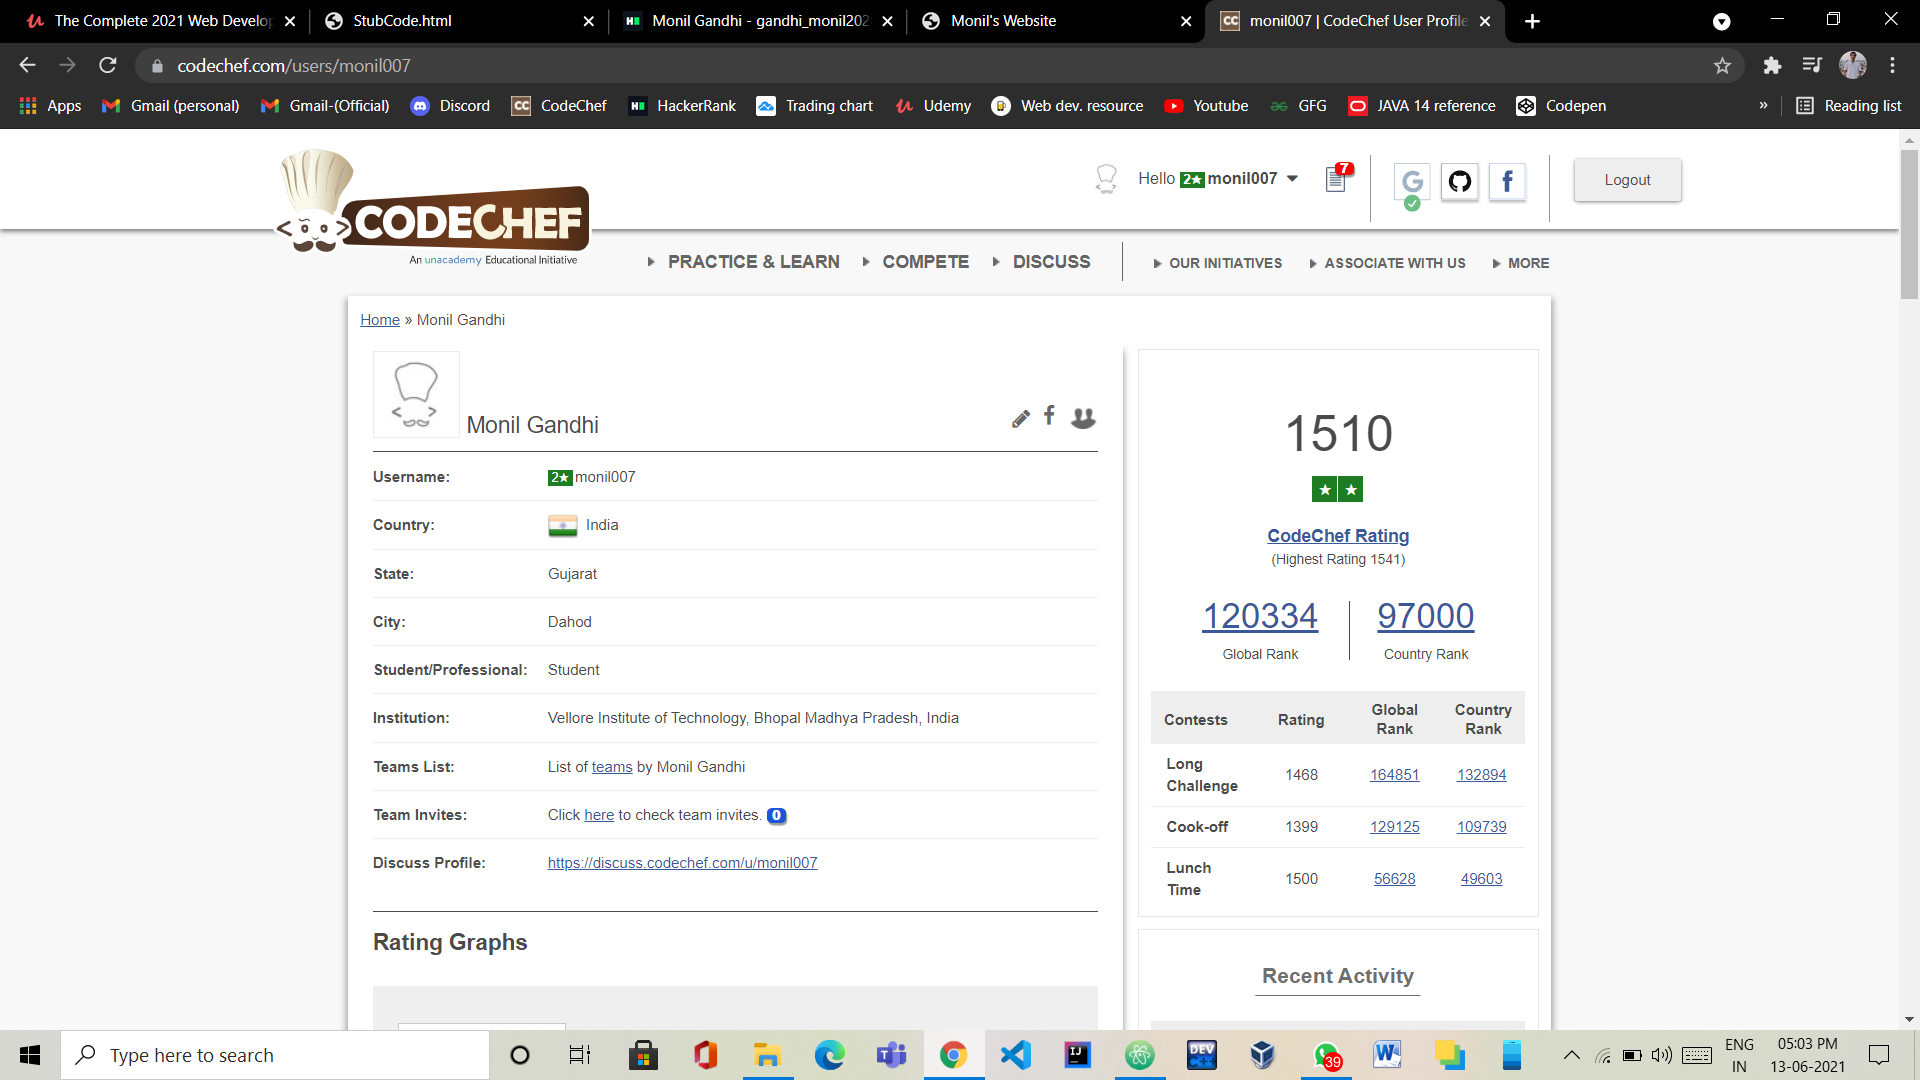 The Complete 2021 Web Develop
StubCode.html
Monil Gandhi - gandhi_monil202
Monil's Website
CC monil007 | CodeChef User Profile
codechef.com/users/monil007
Apps
Gmail (personal)
Gmail-(Official)
Discord
CC CodeChef
HackerRank
Trading chart
Udemy
Web dev. resource
Youtube
GFG
JAVA 14 reference
Codepen
»
Reading list
CODECHEF
An unacademy Educational Initiative
Hello 2★ monil007
7
G
f
Logout
PRACTICE & LEARN
COMPETE
DISCUSS
OUR INITIATIVES
ASSOCIATE WITH US
MORE
Home » Monil Gandhi
Monil Gandhi
Username: 2★ monil007
Country: India
State: Gujarat
City: Dahod
Student/Professional: Student
Institution: Vellore Institute of Technology, Bhopal Madhya Pradesh, India
Teams List: List of teams by Monil Gandhi
Team Invites: Click here to check team invites. 0
Discuss Profile: https://discuss.codechef.com/u/monil007
Rating Graphs
1510
★★
CodeChef Rating
(Highest Rating 1541)
120334 97000
Global Rank Country Rank
Contests Rating Global Rank Country Rank
Long Challenge 1468 164851 132894
Cook-off 1399 129125 109739
Lunch Time 1500 56628 49603
Recent Activity
Type here to search
IJ
DEV C++
39
W
ENG
IN
05:03 PM
13-06-2021